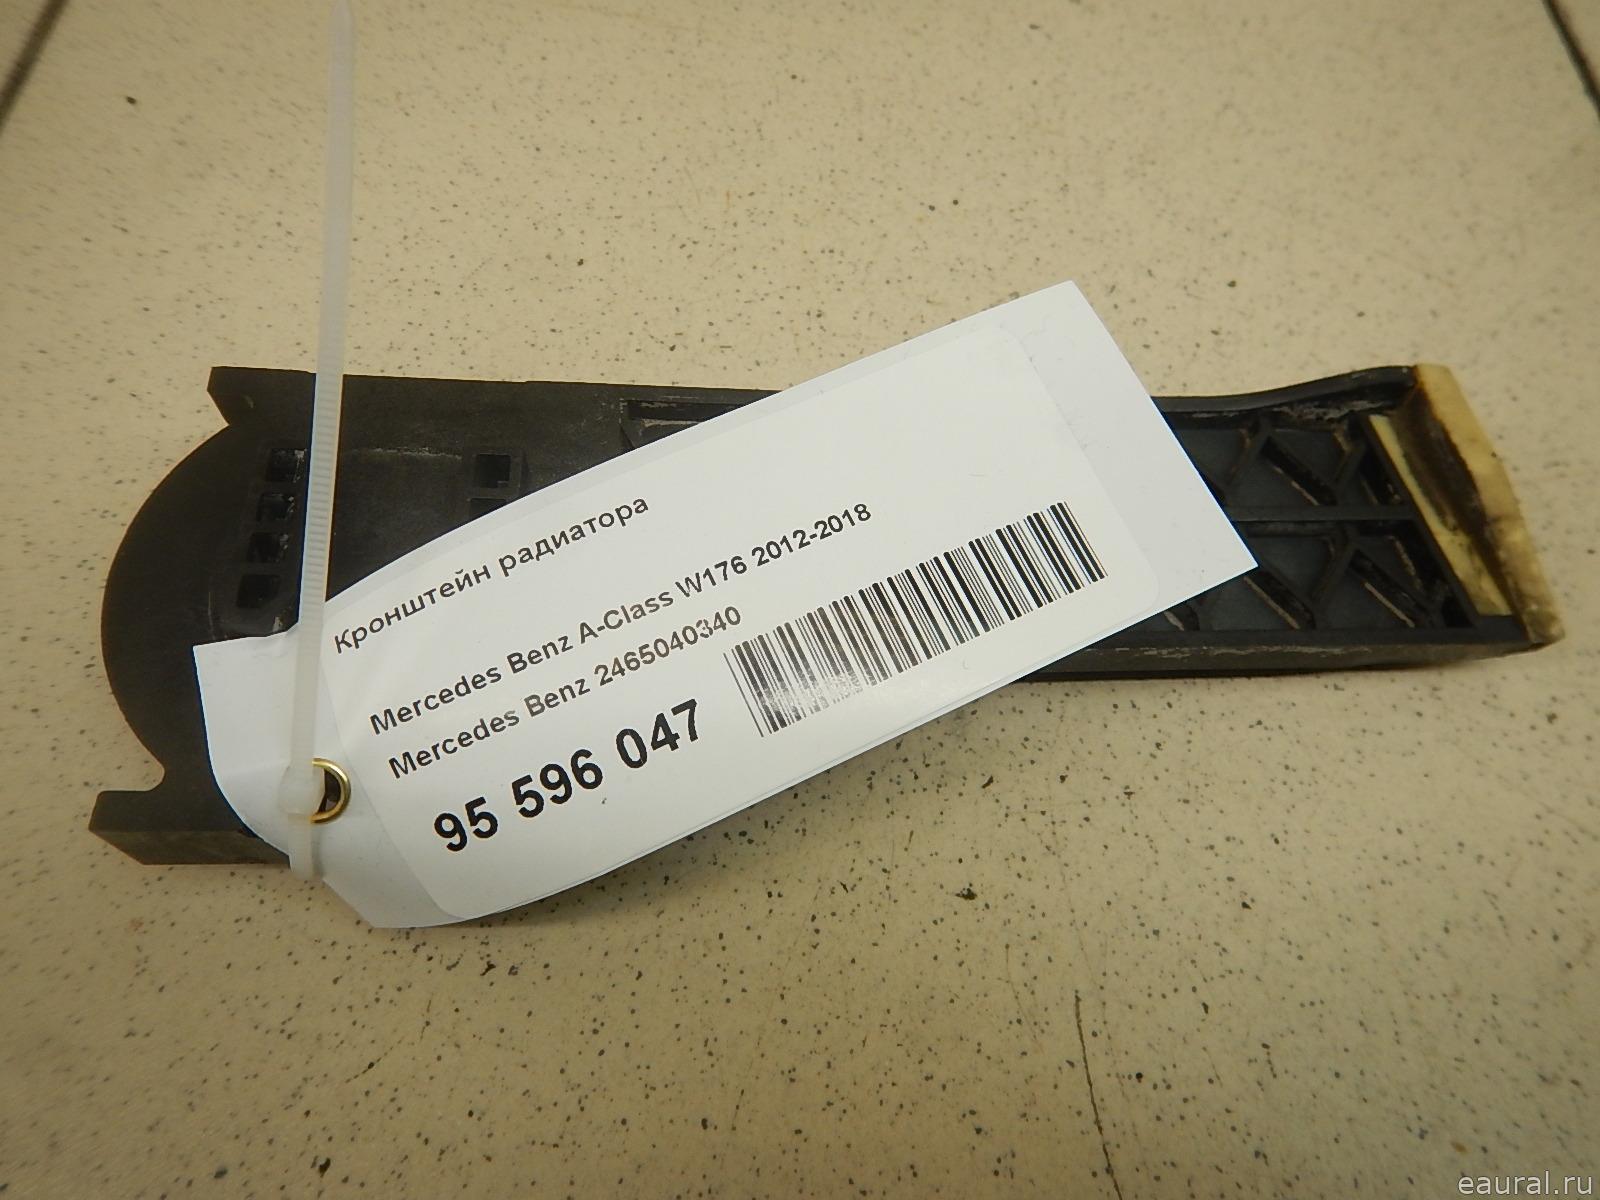 Кронштейн радиатора
Mercedes Benz A-Class W176 2012-2018
Mercedes Benz 2465040340
95 596 047
eaural.ru